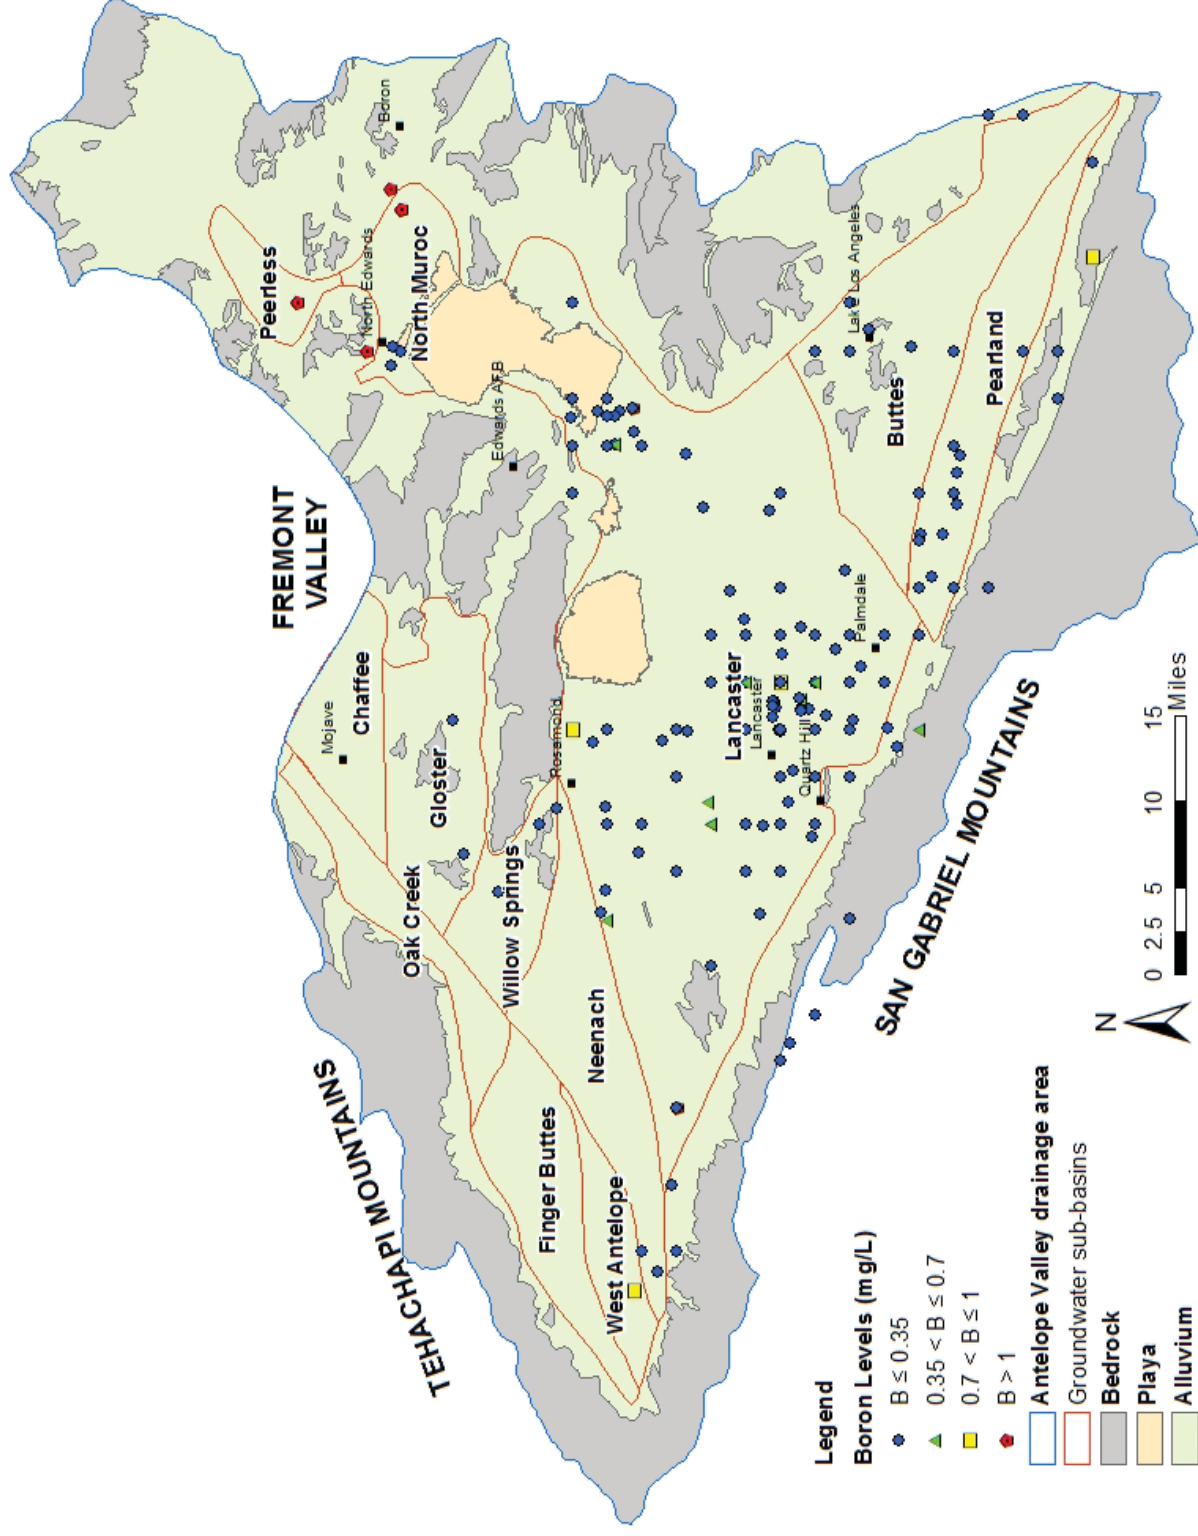 TEHACHAPI MOUNTAINS
FREMONT
VALLEY
SAN GABRIEL MOUNTAINS
Peerless
North Edwards
Boron
North Muroc
Edwards AFB
Mojave
Chaffee
Gloster
Oak Creek
Willow Springs
Rosamond
Finger Buttes
West Antelope
Neenach
Lancaster
Lancaster
Quartz Hill
Palmdale
Lake Los Angeles
Buttes
Pearland
Legend
Boron Levels (mg/L)
B ≤ 0.35
0.35 < B ≤ 0.7
0.7 < B ≤ 1
B > 1
Antelope Valley drainage area
Groundwater sub-basins
Bedrock
Playa
Alluvium
N
0 2.5 5 10 15
Miles